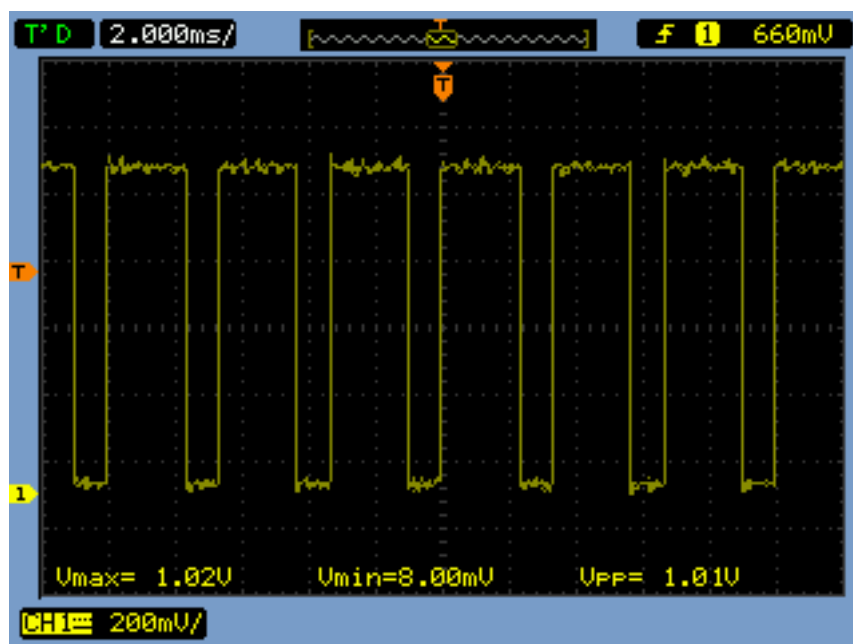 T'D 2.000ms/ T 1 660mV
T
T
1
Vmax= 1.02V Vmin=8.00mV VPP= 1.01V
CH1 200mV/